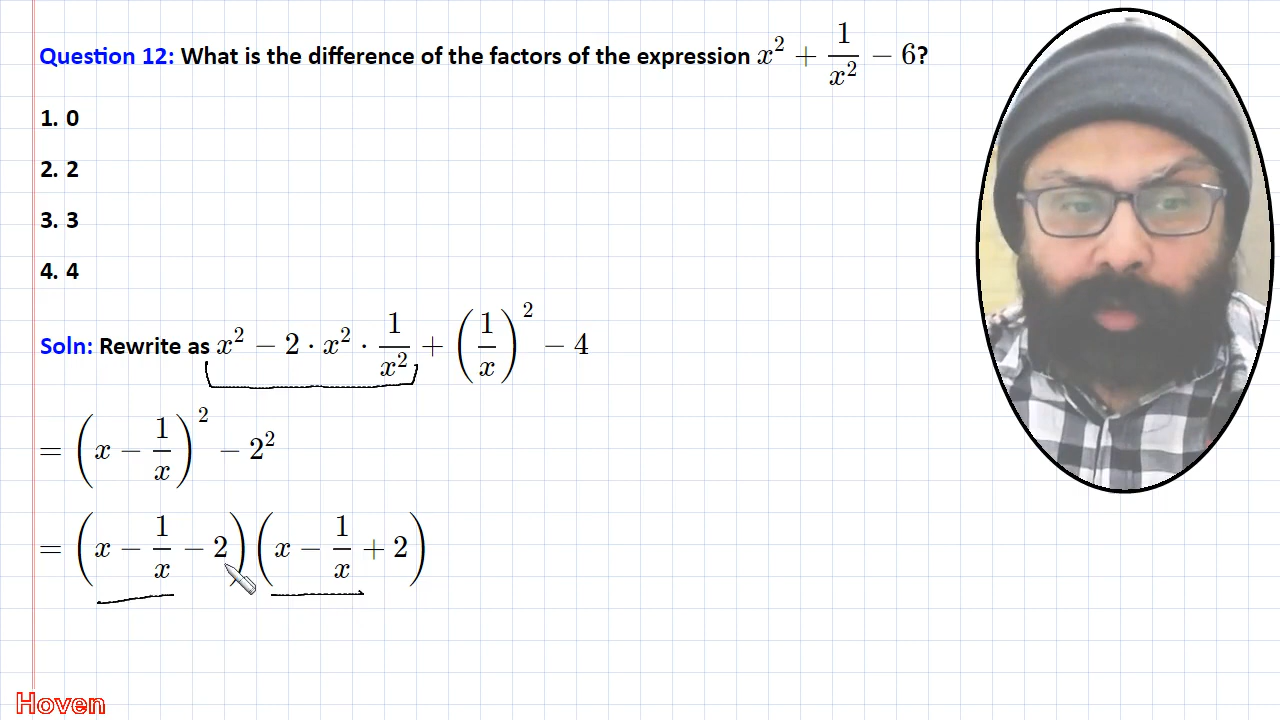 Question 12: What is the difference of the factors of the expression x² + 1/x² − 6?
1. 0
2. 2
3. 3
4. 4
Soln: Rewrite as x² − 2 · x² · 1/x² + (1/x)² − 4
= (x − 1/x)² − 2²
= (x − 1/x − 2)(x − 1/x + 2)
Hoven